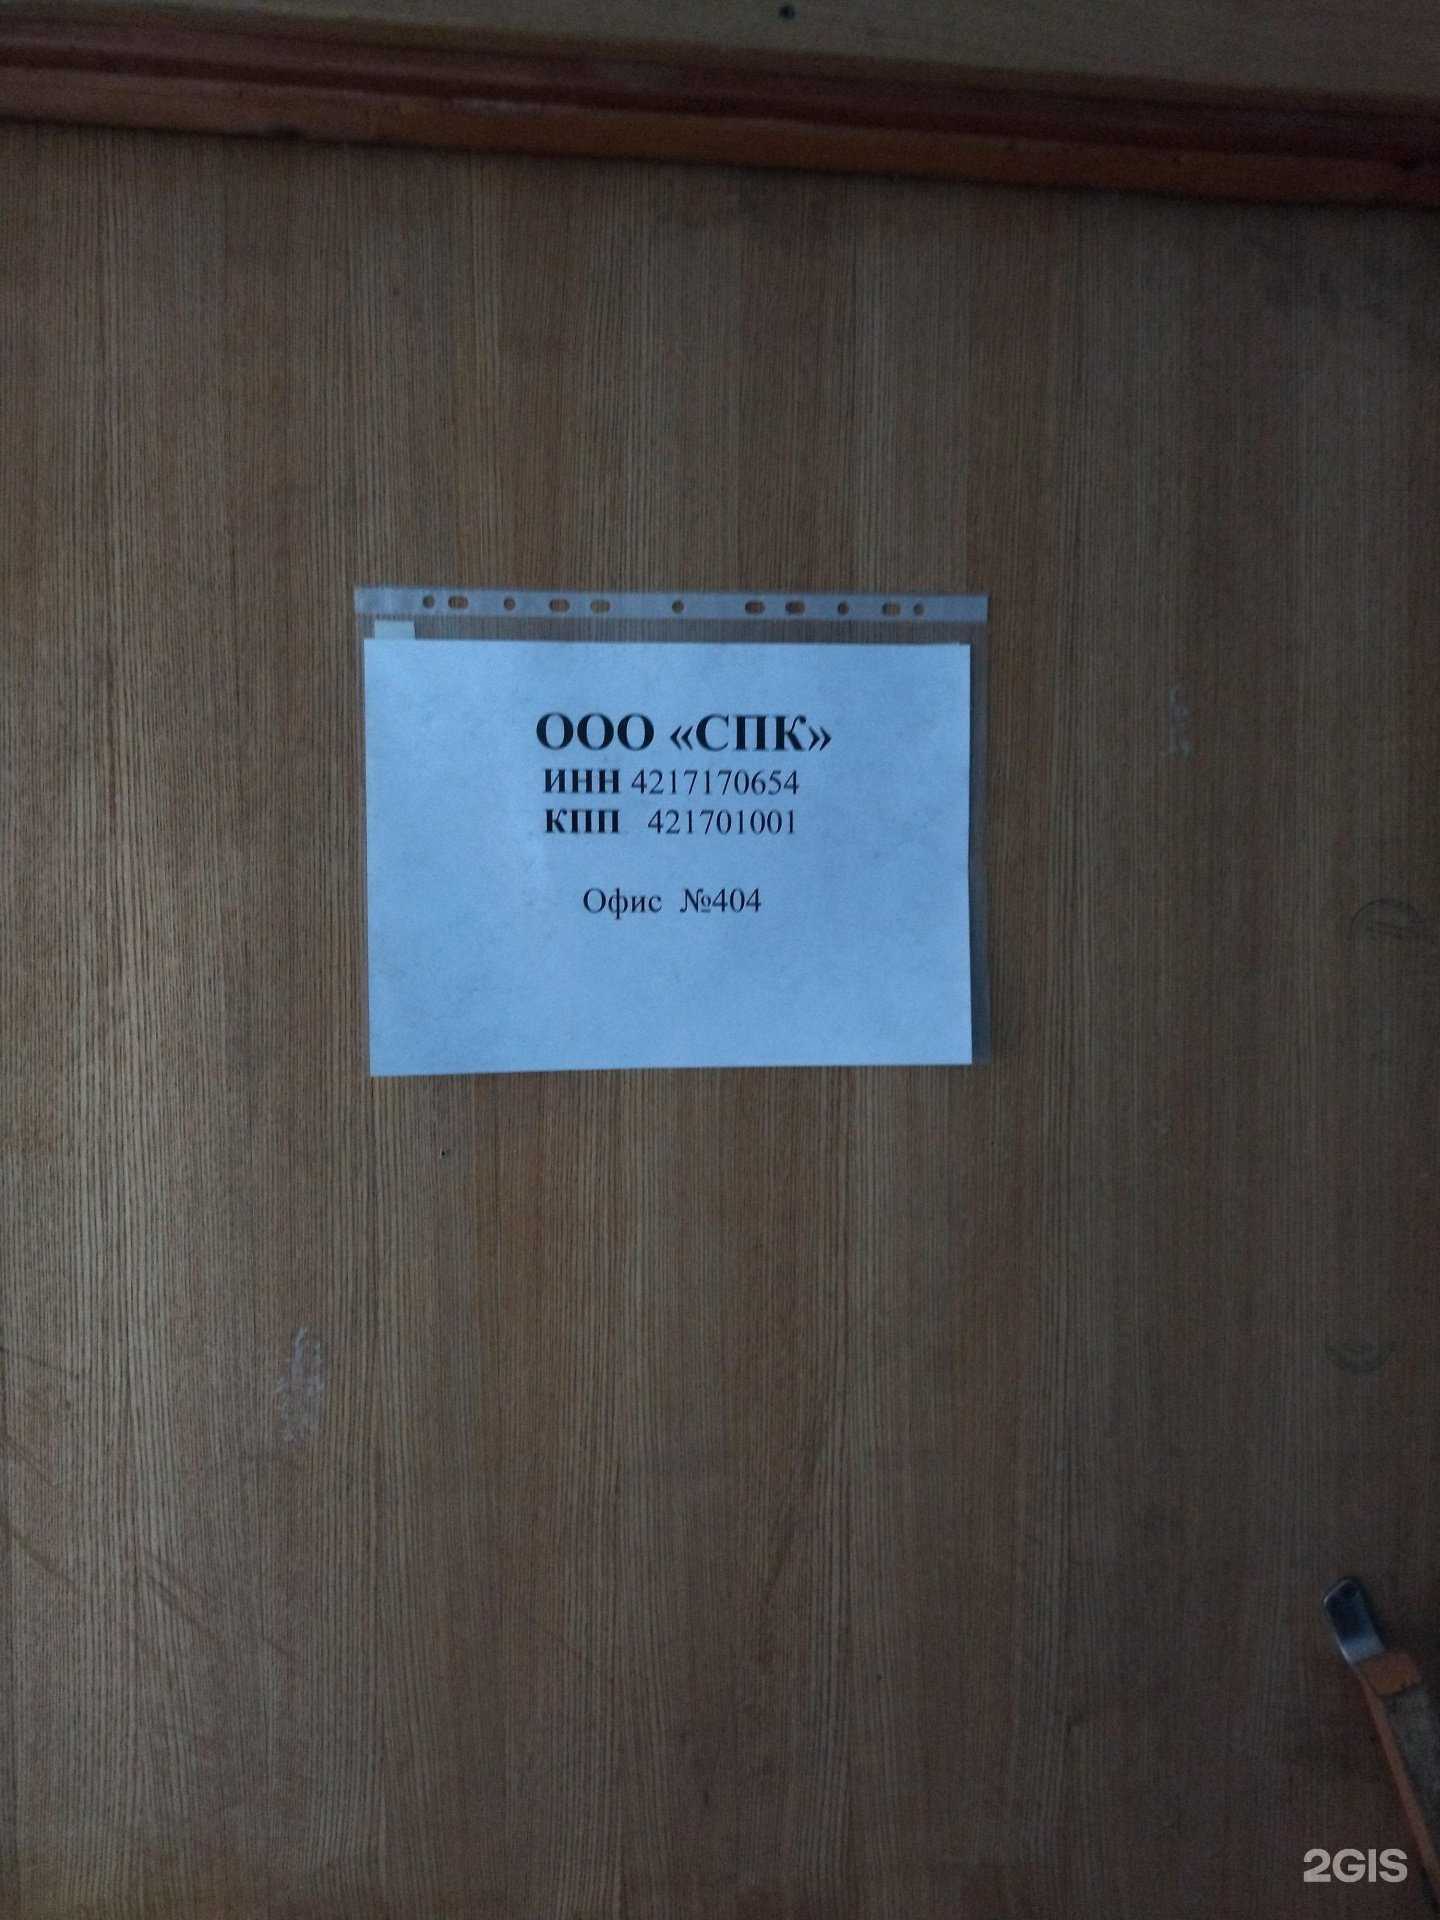 ООО «СПК»
ИНН 4217170654
КПП 421701001
Офис №404
2GIS